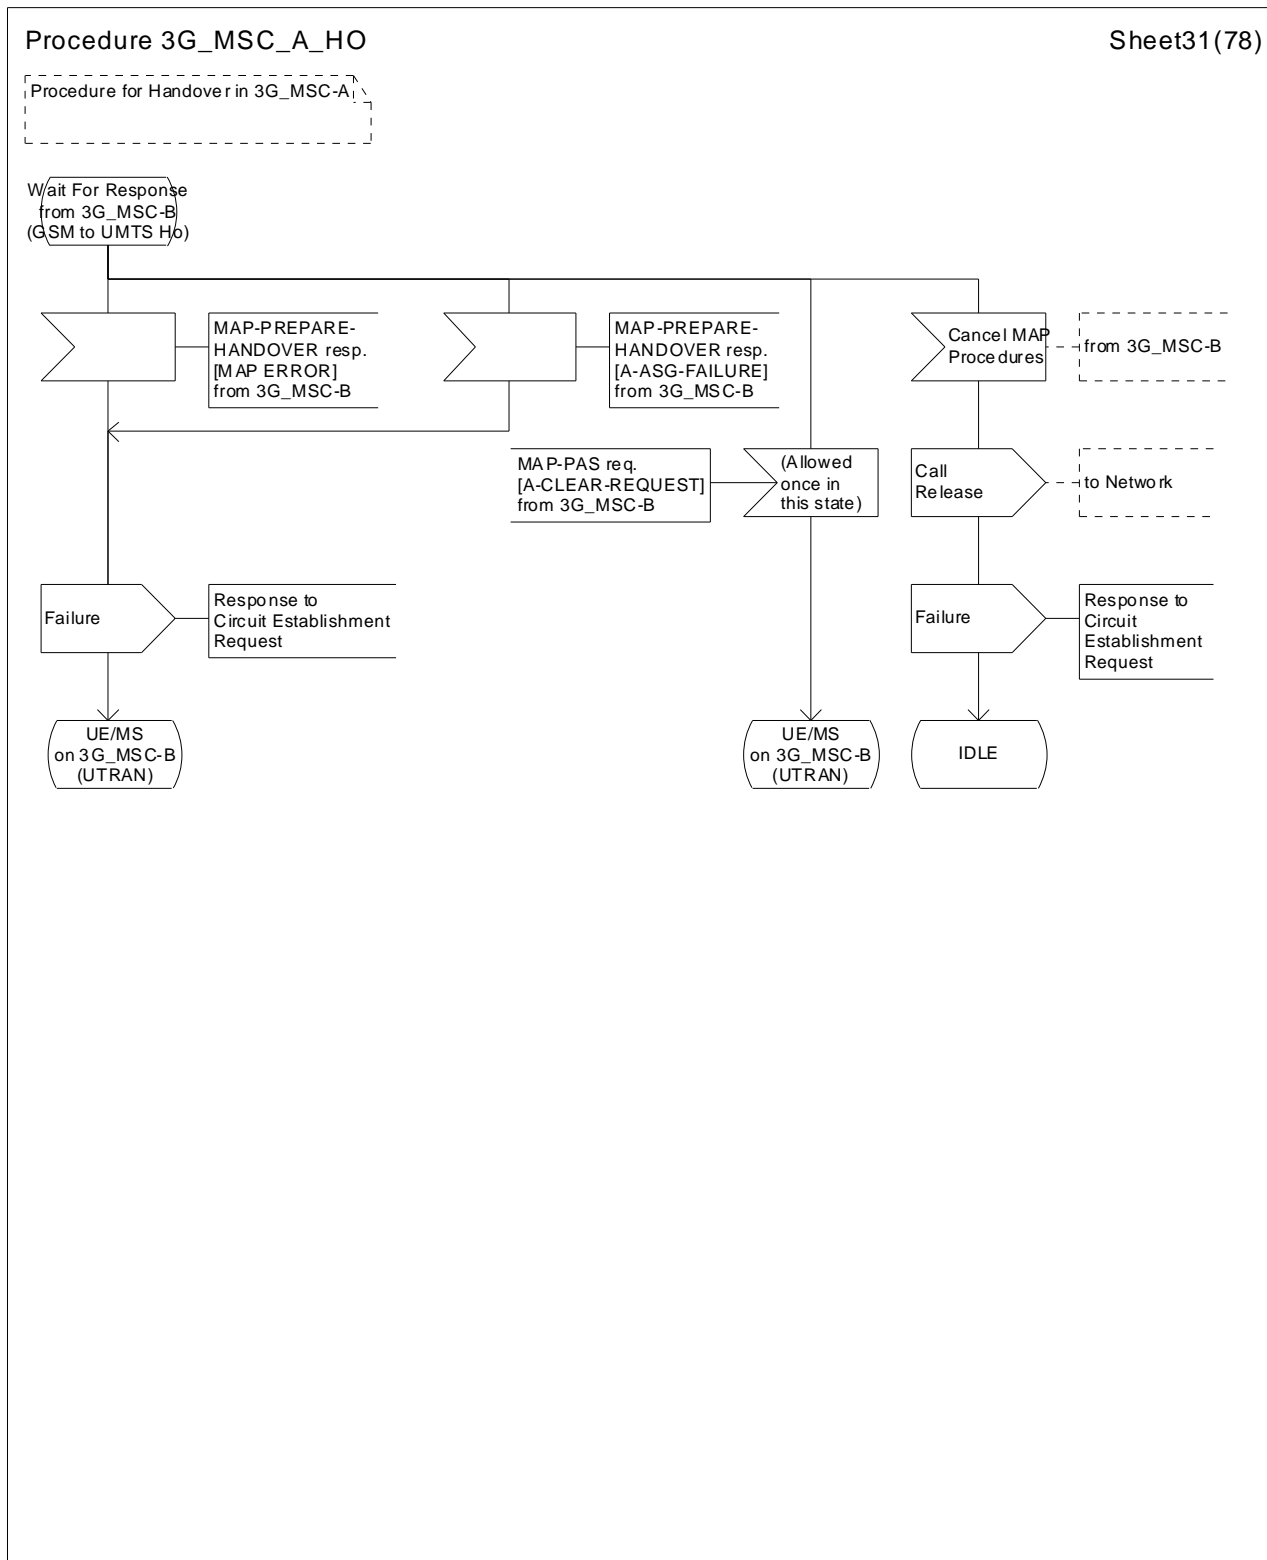 Procedure 3G_MSC_A_HO
Sheet31(78)
Procedure for Handover in 3G_MSC-A
Wait For Response
from 3G_MSC-B
(GSM to UMTS Ho)
MAP-PREPARE-
HANDOVER resp.
[MAP ERROR]
from 3G_MSC-B
MAP-PREPARE-
HANDOVER resp.
[A-ASG-FAILURE]
from 3G_MSC-B
Cancel MAP
Procedures
from 3G_MSC-B
MAP-PAS req.
[A-CLEAR-REQUEST]
from 3G_MSC-B
(Allowed
once in
this state)
Call
Release
to Network
Failure
Response to
Circuit Establishment
Request
Failure
Response to
Circuit
Establishment
Request
UE/MS
on 3G_MSC-B
(UTRAN)
UE/MS
on 3G_MSC-B
(UTRAN)
IDLE